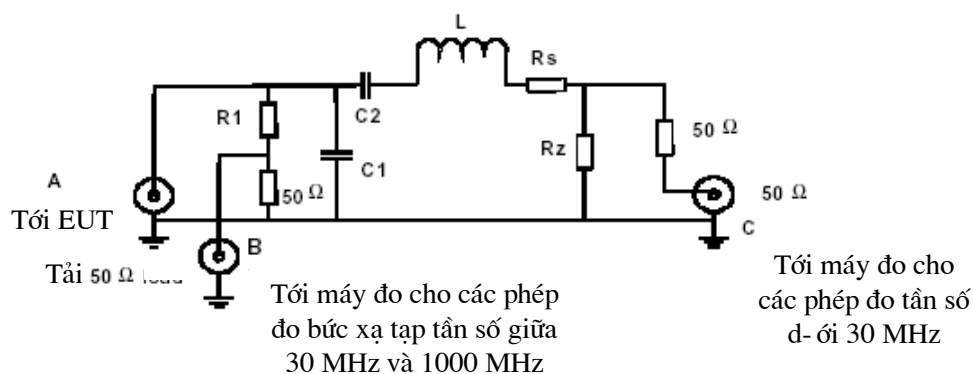 L
Rs
R1
C2
C1
Rz
50 Ω
50 Ω
50 Ω
A
B
C
Tới EUT
Tải 50 Ω
Tới máy đo cho các phép
đo bức xạ tạp tần số giữa
30 MHz và 1000 MHz
Tới máy đo cho
các phép đo tần số
d- ới 30 MHz